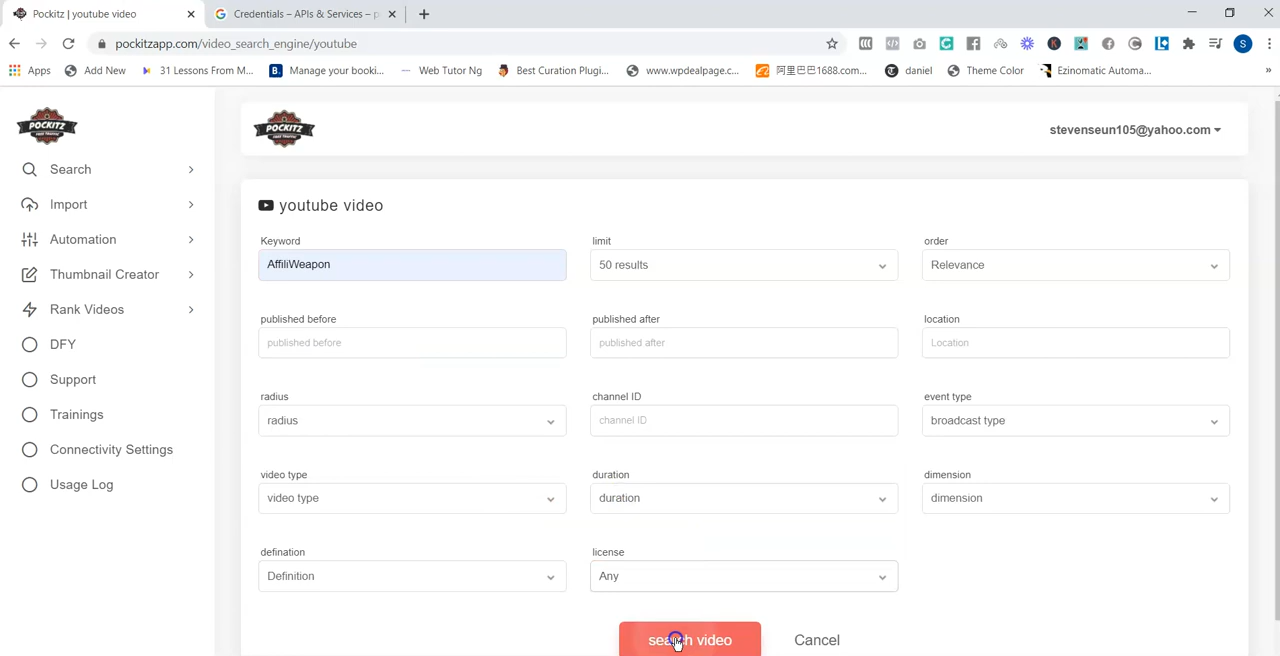 Pockitz | youtube video
Credentials – APIs & Services – p
pockitzapp.com/video_search_engine/youtube
S
Apps
Add New
31 Lessons From M...
Manage your booki...
Web Tutor Ng
Best Curation Plugi...
www.wpdealpage.c...
阿里巴巴1688.com...
daniel
Theme Color
Ezinomatic Automa...
»
POCKITZ
POCKITZ
stevenseun105@yahoo.com
Search
Import
Automation
Thumbnail Creator
Rank Videos
DFY
Support
Trainings
Connectivity Settings
Usage Log
youtube video
Keyword
limit
order
AffiliWeapon
50 results
Relevance
published before
published after
location
published before
published after
Location
radius
channel ID
event type
radius
channel ID
broadcast type
video type
duration
dimension
video type
duration
dimension
defination
license
Definition
Any
search video
Cancel